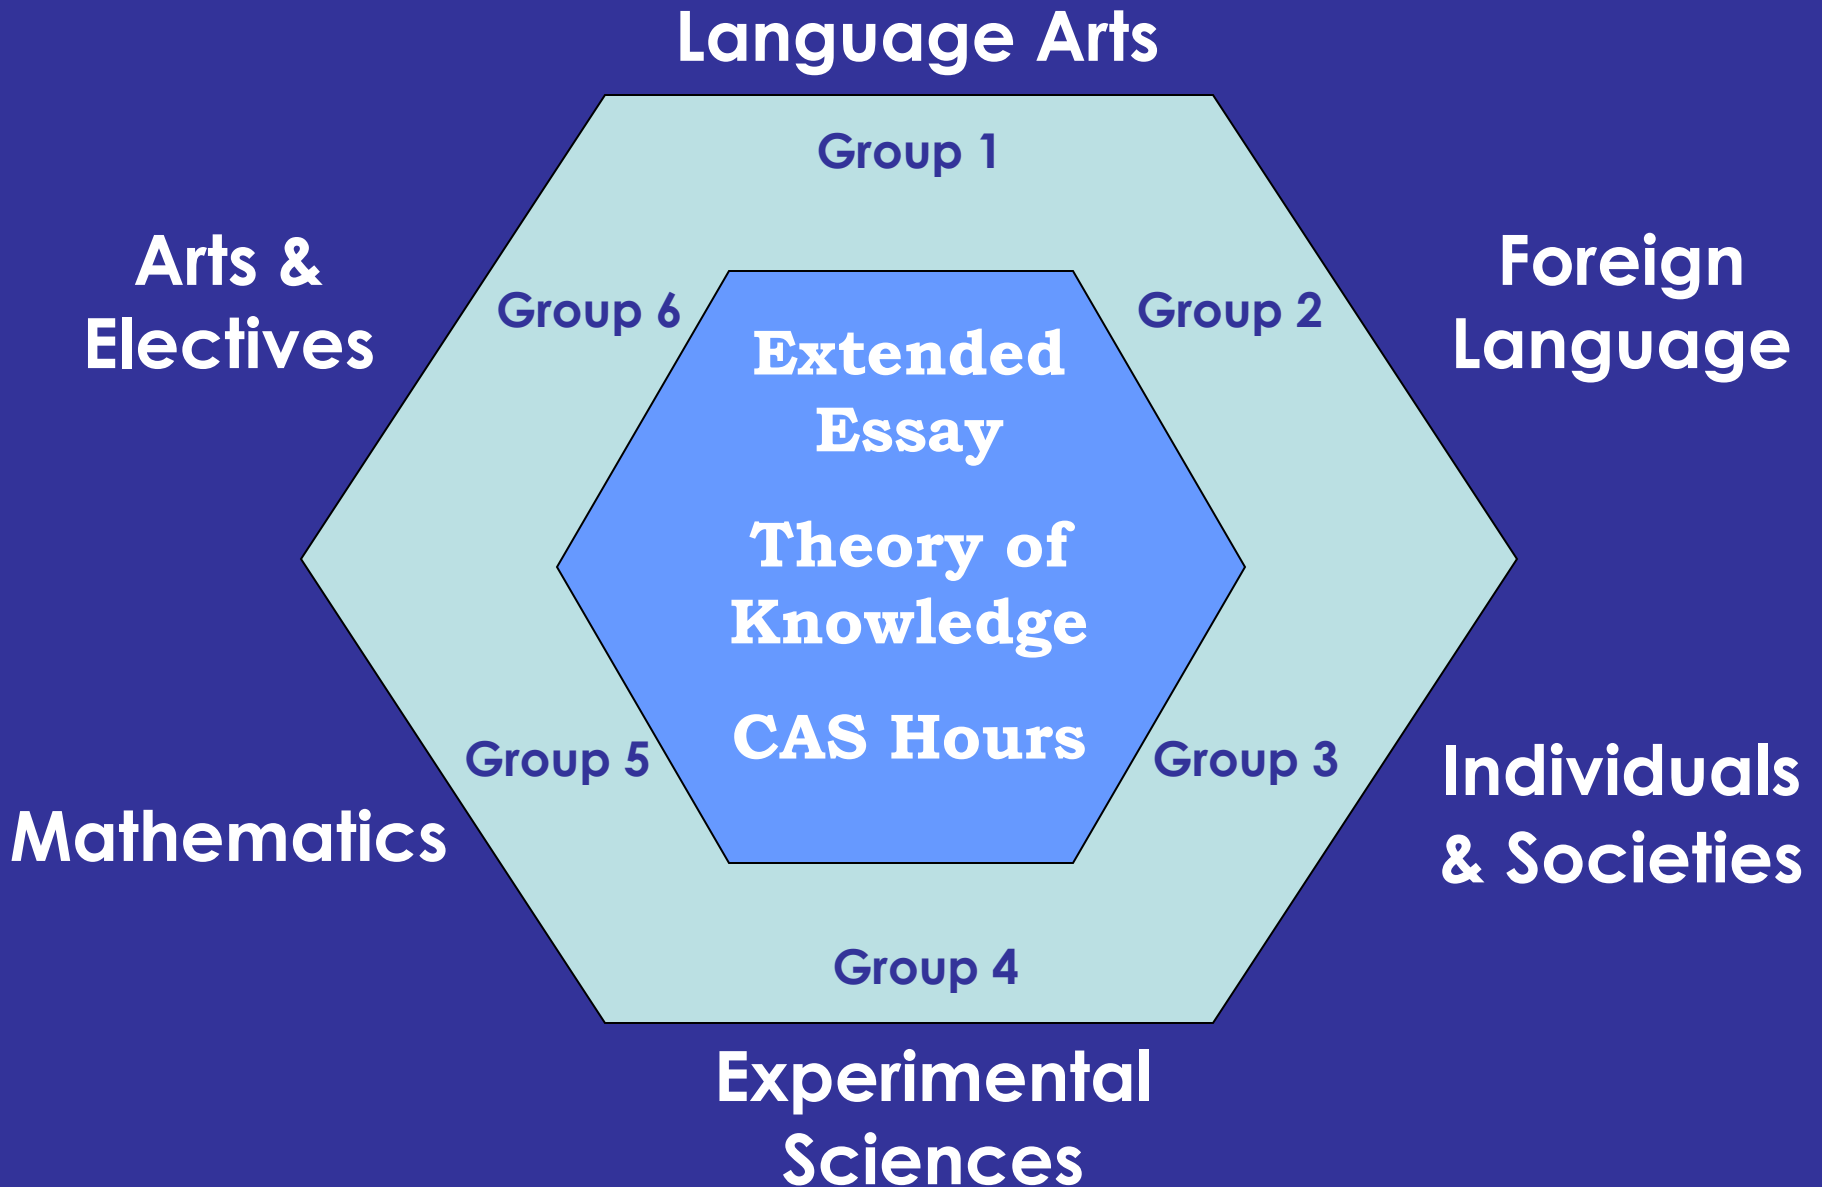 Language Arts
Group 1
Arts &
Electives
Group 6
Group 2
Foreign
Language
Extended
Essay
Theory of
Knowledge
CAS Hours
Group 5
Group 3
Mathematics
Individuals
& Societies
Group 4
Experimental
Sciences